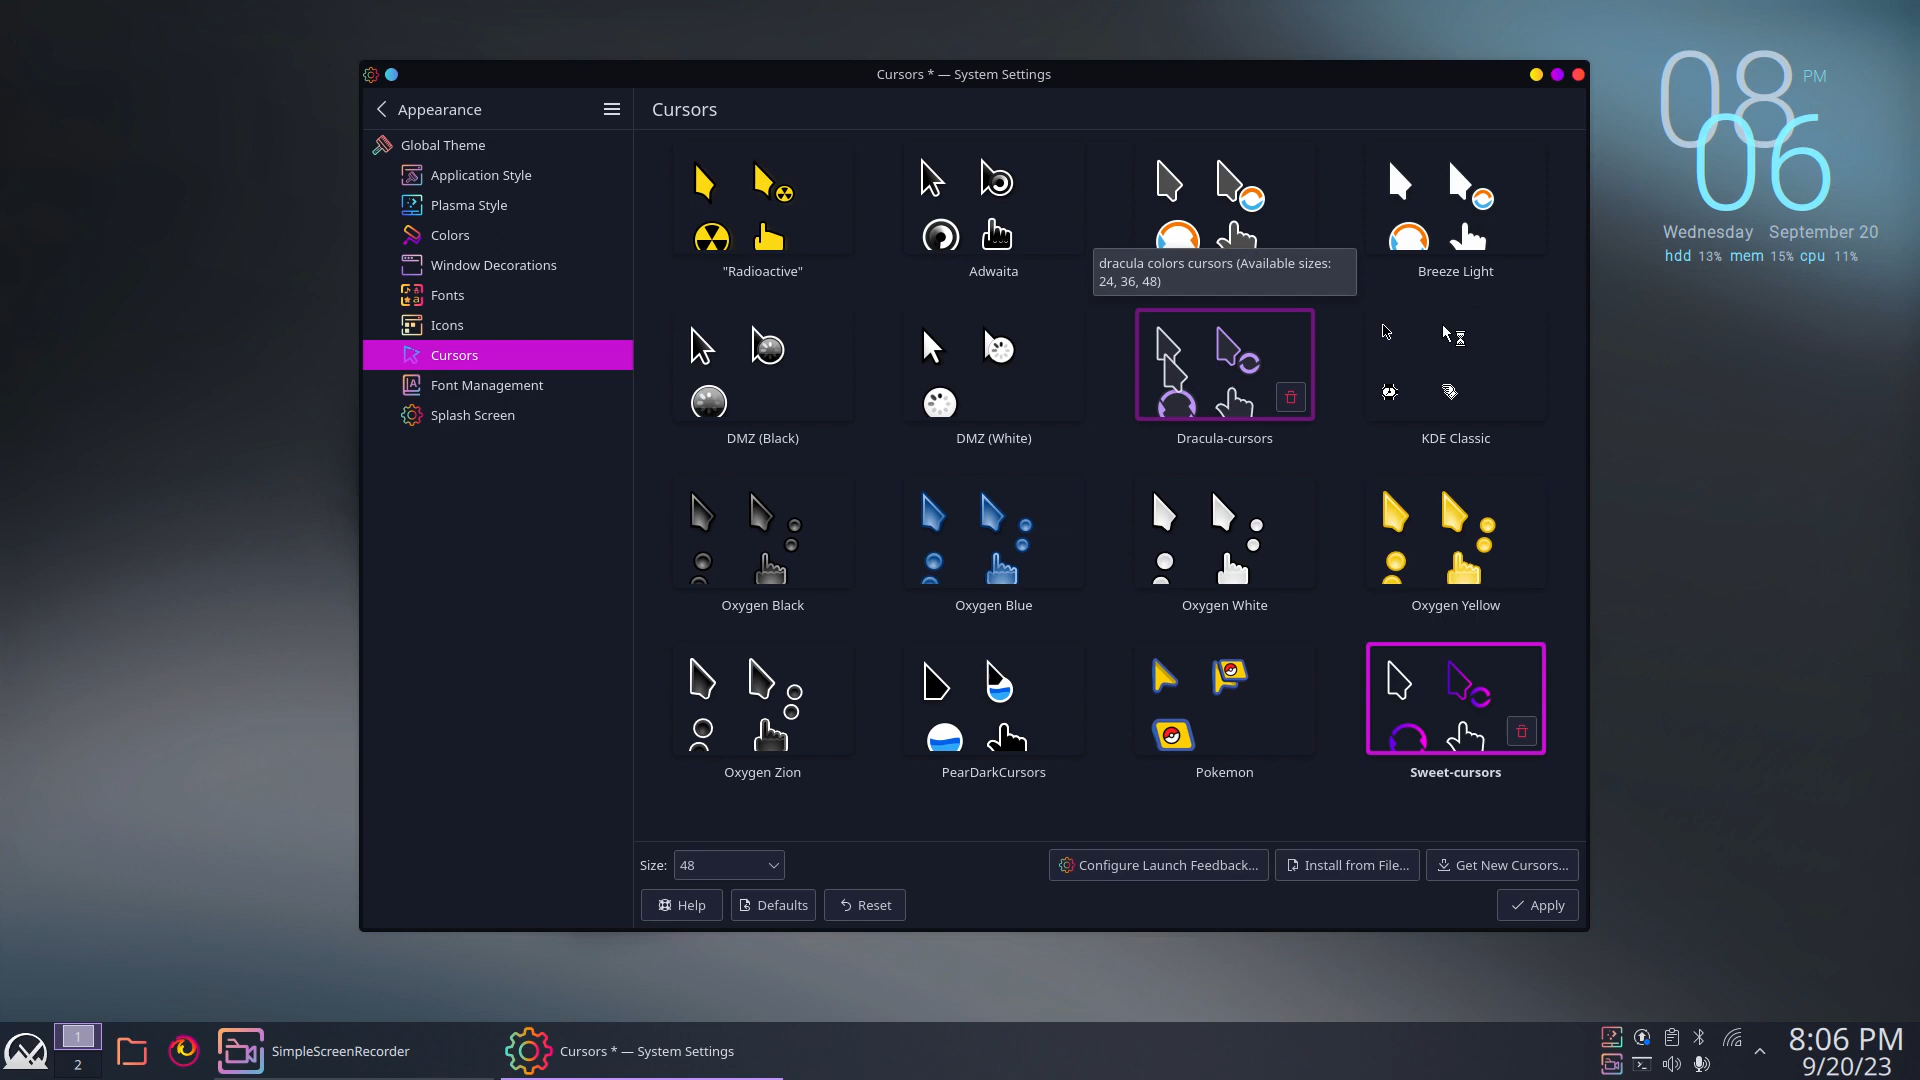 Cursors * — System Settings
Appearance
Cursors
Global Theme
Application Style
Plasma Style
Colors
Window Decorations
Fonts
Icons
Cursors
Font Management
Splash Screen
"Radioactive"
Adwaita
dracula colors cursors (Available sizes:
24, 36, 48)
Breeze Light
DMZ (Black)
DMZ (White)
Dracula-cursors
KDE Classic
Oxygen Black
Oxygen Blue
Oxygen White
Oxygen Yellow
Oxygen Zion
PearDarkCursors
Pokemon
Sweet-cursors
Size: 48
Configure Launch Feedback...
Install from File...
Get New Cursors...
Help
Defaults
Reset
Apply
08 PM
06
Wednesday September 20
hdd 13% mem 15% cpu 11%
1
2
SimpleScreenRecorder
Cursors * — System Settings
8:06 PM
9/20/23